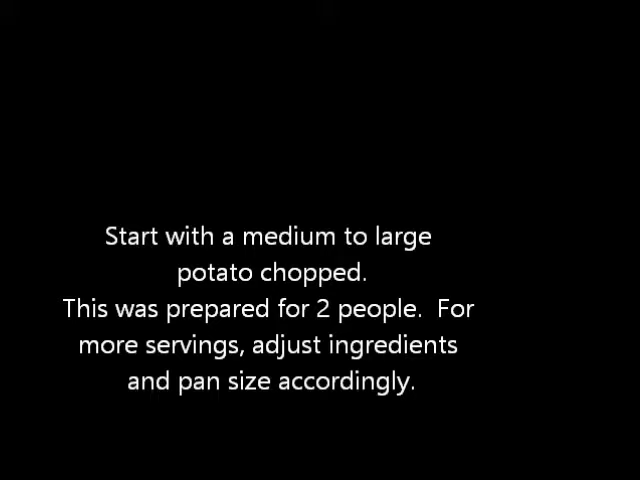 Start with a medium to large
potato chopped.
This was prepared for 2 people.  For
more servings, adjust ingredients
and pan size accordingly.